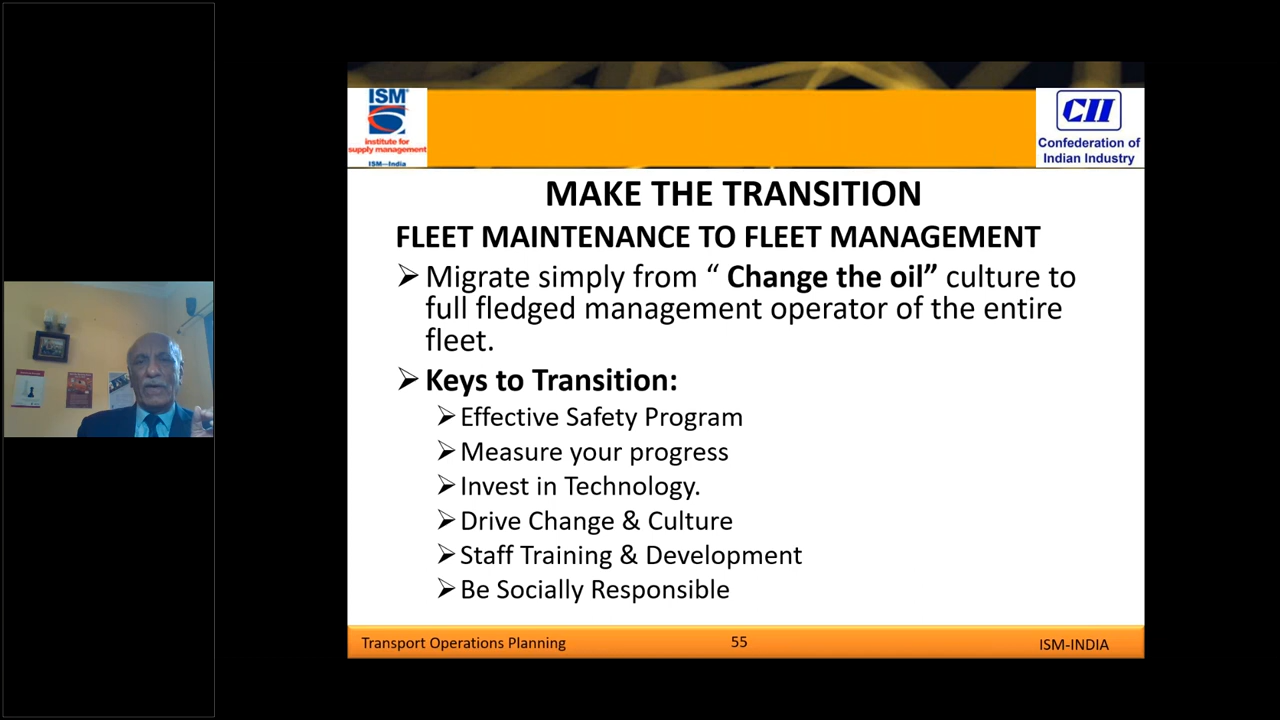 ISM®
institute for
supply management
ISM—India
CII
Confederation of
Indian Industry
MAKE THE TRANSITION
FLEET MAINTENANCE TO FLEET MANAGEMENT
Migrate simply from “ Change the oil” culture to
full fledged management operator of the entire
fleet.
Keys to Transition:
Effective Safety Program
Measure your progress
Invest in Technology.
Drive Change & Culture
Staff Training & Development
Be Socially Responsible
Transport Operations Planning
55
ISM-INDIA